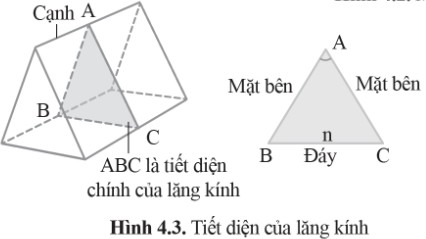 Cạnh A
B
C
ABC là tiết diện
chính của lăng kính
A
Mặt bên
Mặt bên
n
B
Đáy
C
Hình 4.3. Tiết diện của lăng kính